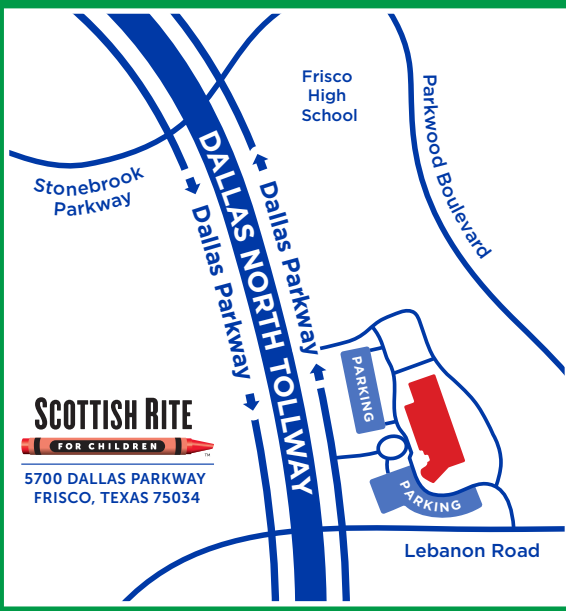 Frisco
High
School
Parkwood Boulevard
Stonebrook
Parkway
DALLAS NORTH TOLLWAY
Dallas Parkway
Dallas Parkway
PARKING
SCOTTISH RITE
FOR CHILDREN
™
5700 DALLAS PARKWAY
FRISCO, TEXAS 75034
PARKING
Lebanon Road